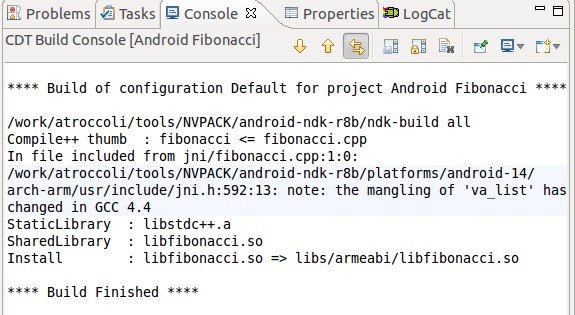 Problems Tasks Console Properties LogCat
CDT Build Console [Android Fibonacci]
**** Build of configuration Default for project Android Fibonacci ****
/work/atroccoli/tools/NVPACK/android-ndk-r8b/ndk-build all
Compile++ thumb  : fibonacci <= fibonacci.cpp
In file included from jni/fibonacci.cpp:1:0:
/work/atroccoli/tools/NVPACK/android-ndk-r8b/platforms/android-14/
arch-arm/usr/include/jni.h:592:13: note: the mangling of 'va_list' has
changed in GCC 4.4
StaticLibrary  : libstdc++.a
SharedLibrary  : libfibonacci.so
Install        : libfibonacci.so => libs/armeabi/libfibonacci.so
**** Build Finished ****